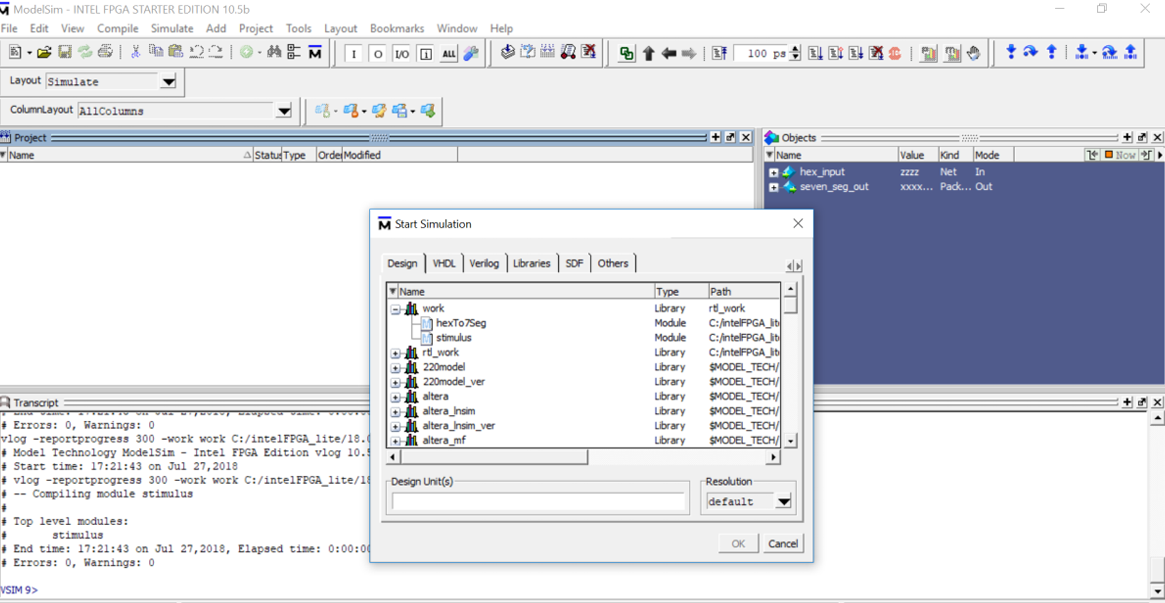 ModelSim - INTEL FPGA STARTER EDITION 10.5b
File Edit View Compile Simulate Add Project Tools Layout Bookmarks Window Help
I O I/O ALL 100 ps
Layout Simulate
ColumnLayout AllColumns
Project
Name Status Type Order Modified
Objects
Name Value Kind Mode Now
hex_input zzzz Net In
seven_seg_out xxxx... Pack... Out
Start Simulation
Design VHDL Verilog Libraries SDF Others
Name Type Path
work Library rtl_work
hexTo7Seg Module C:/intelFPGA_lit
stimulus Module C:/intelFPGA_lit
rtl_work Library C:/intelFPGA_lit
220model Library $MODEL_TECH/
220model_ver Library $MODEL_TECH/
altera Library $MODEL_TECH/
altera_lnsim Library $MODEL_TECH/
altera_lnsim_ver Library $MODEL_TECH/
altera_mf Library $MODEL_TECH/
Design Unit(s)
Resolution
default
OK Cancel
Transcript
# Errors: 0, Warnings: 0
vlog -reportprogress 300 -work work C:/intelFPGA_lite/18.0
# Model Technology ModelSim - Intel FPGA Edition vlog 10.5
# Start time: 17:21:43 on Jul 27,2018
# vlog -reportprogress 300 -work work C:/intelFPGA_lite/18
# -- Compiling module stimulus
#
# Top level modules:
# stimulus
# End time: 17:21:43 on Jul 27,2018, Elapsed time: 0:00:00
# Errors: 0, Warnings: 0
VSIM 9>